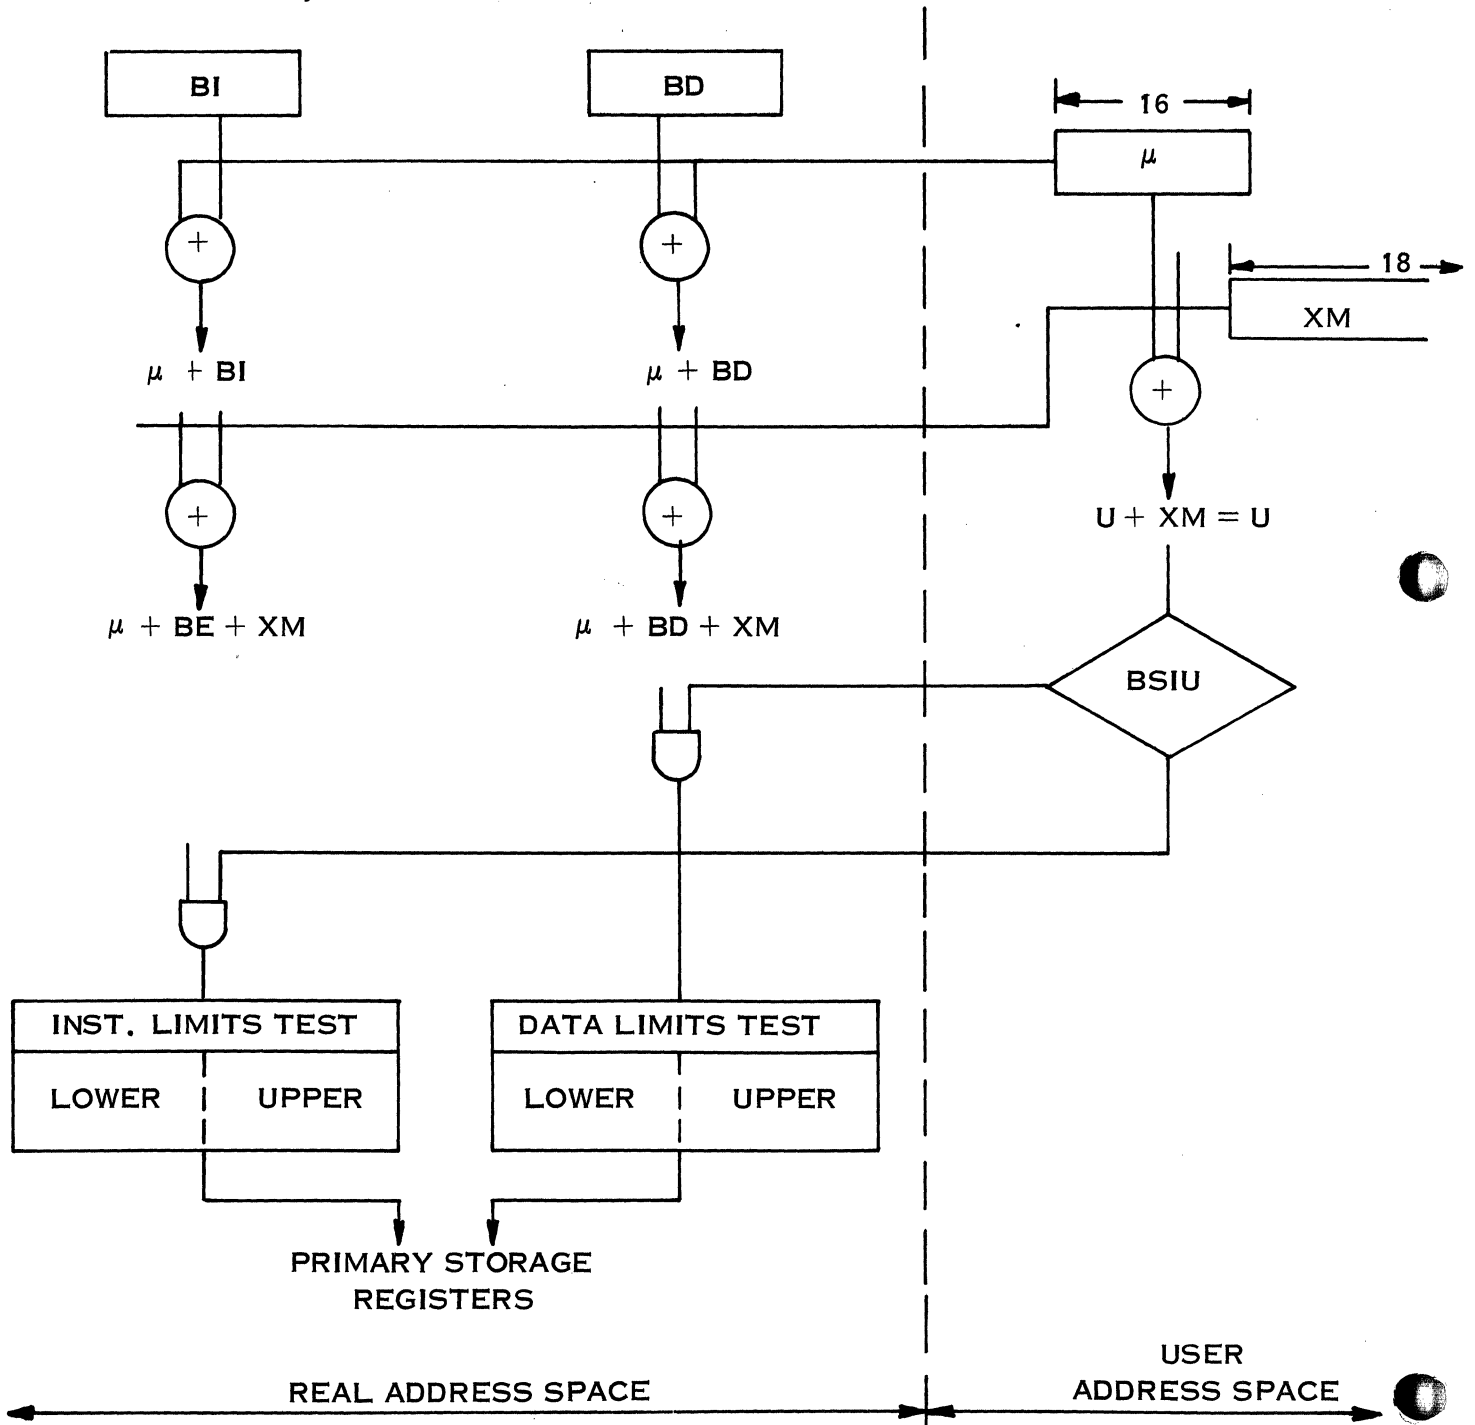 BI
BD
16
μ
+
+
18
XM
μ + BI
μ + BD
+
+
+
U + XM = U
μ + BE + XM
μ + BD + XM
BSIU
INST. LIMITS TEST
DATA LIMITS TEST
LOWER
UPPER
LOWER
UPPER
PRIMARY STORAGE
REGISTERS
REAL ADDRESS SPACE
USER
ADDRESS SPACE